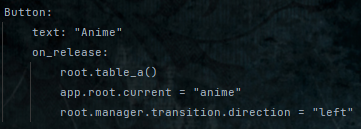 Button:
    text: "Anime"
    on_release:
        root.table_a()
        app.root.current = "anime"
        root.manager.transition.direction = "left"